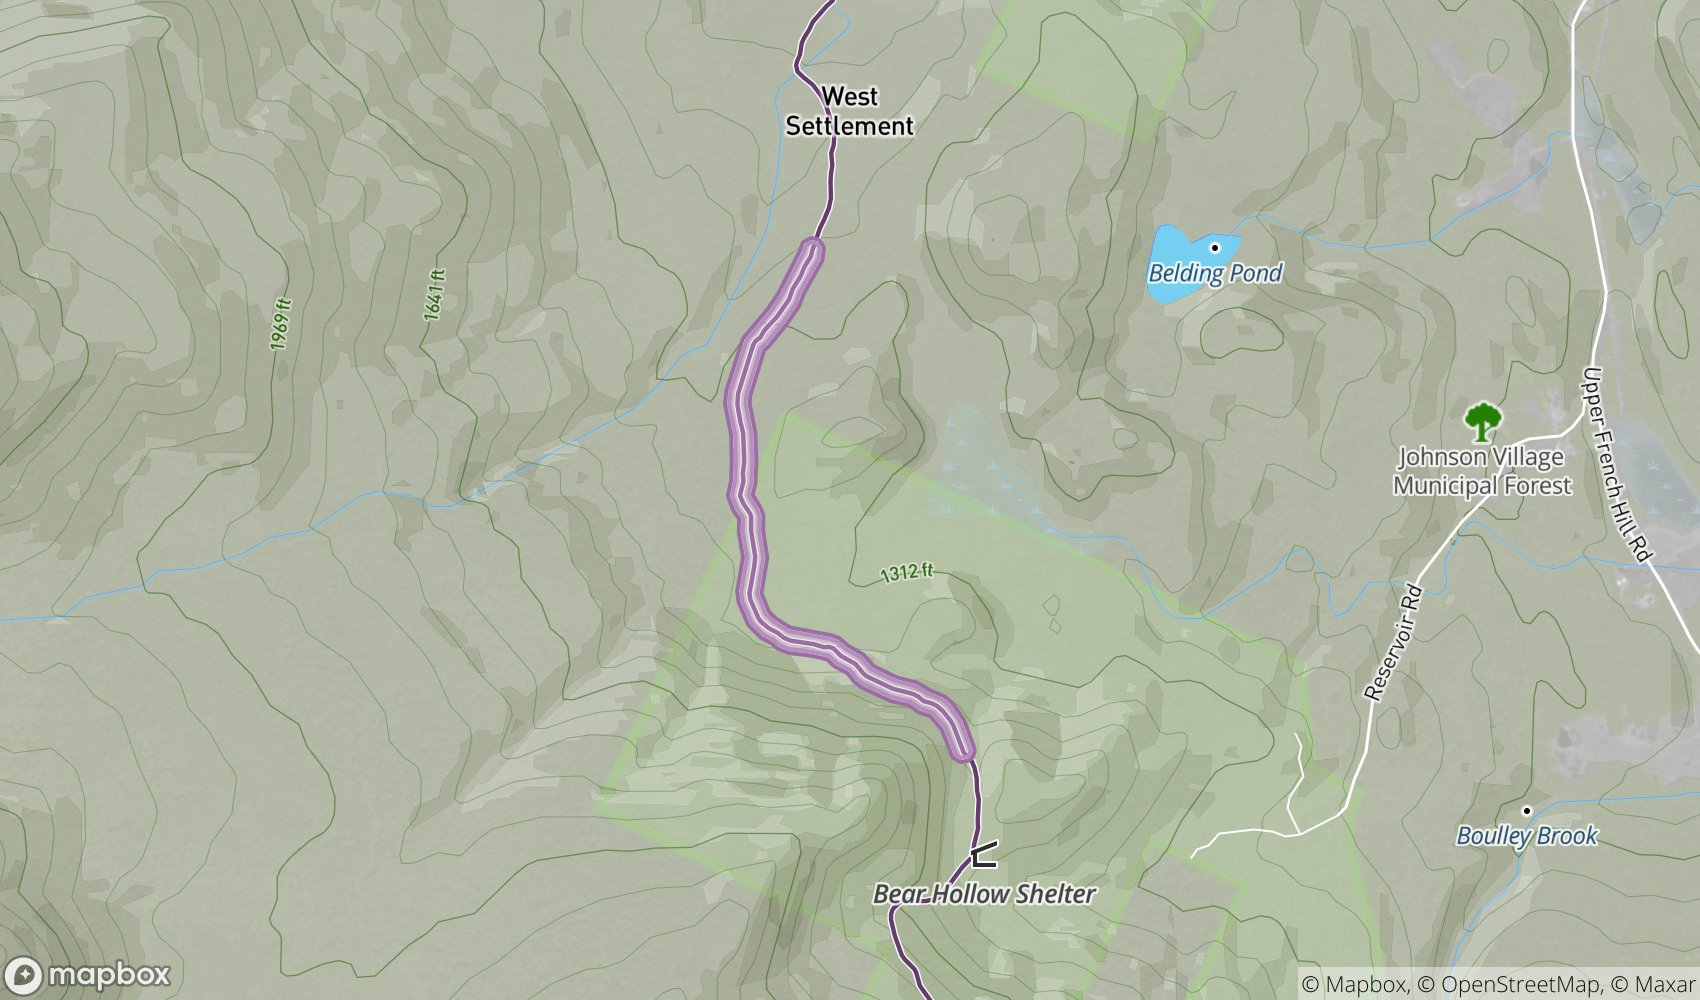 West
Settlement
Belding Pond
1641 ft
1969 ft
Upper French Hill Rd
Johnson Village
Municipal Forest
1312 ft
Reservoir Rd
Boulley Brook
Bear Hollow Shelter
mapbox
© Mapbox, © OpenStreetMap, © Maxar